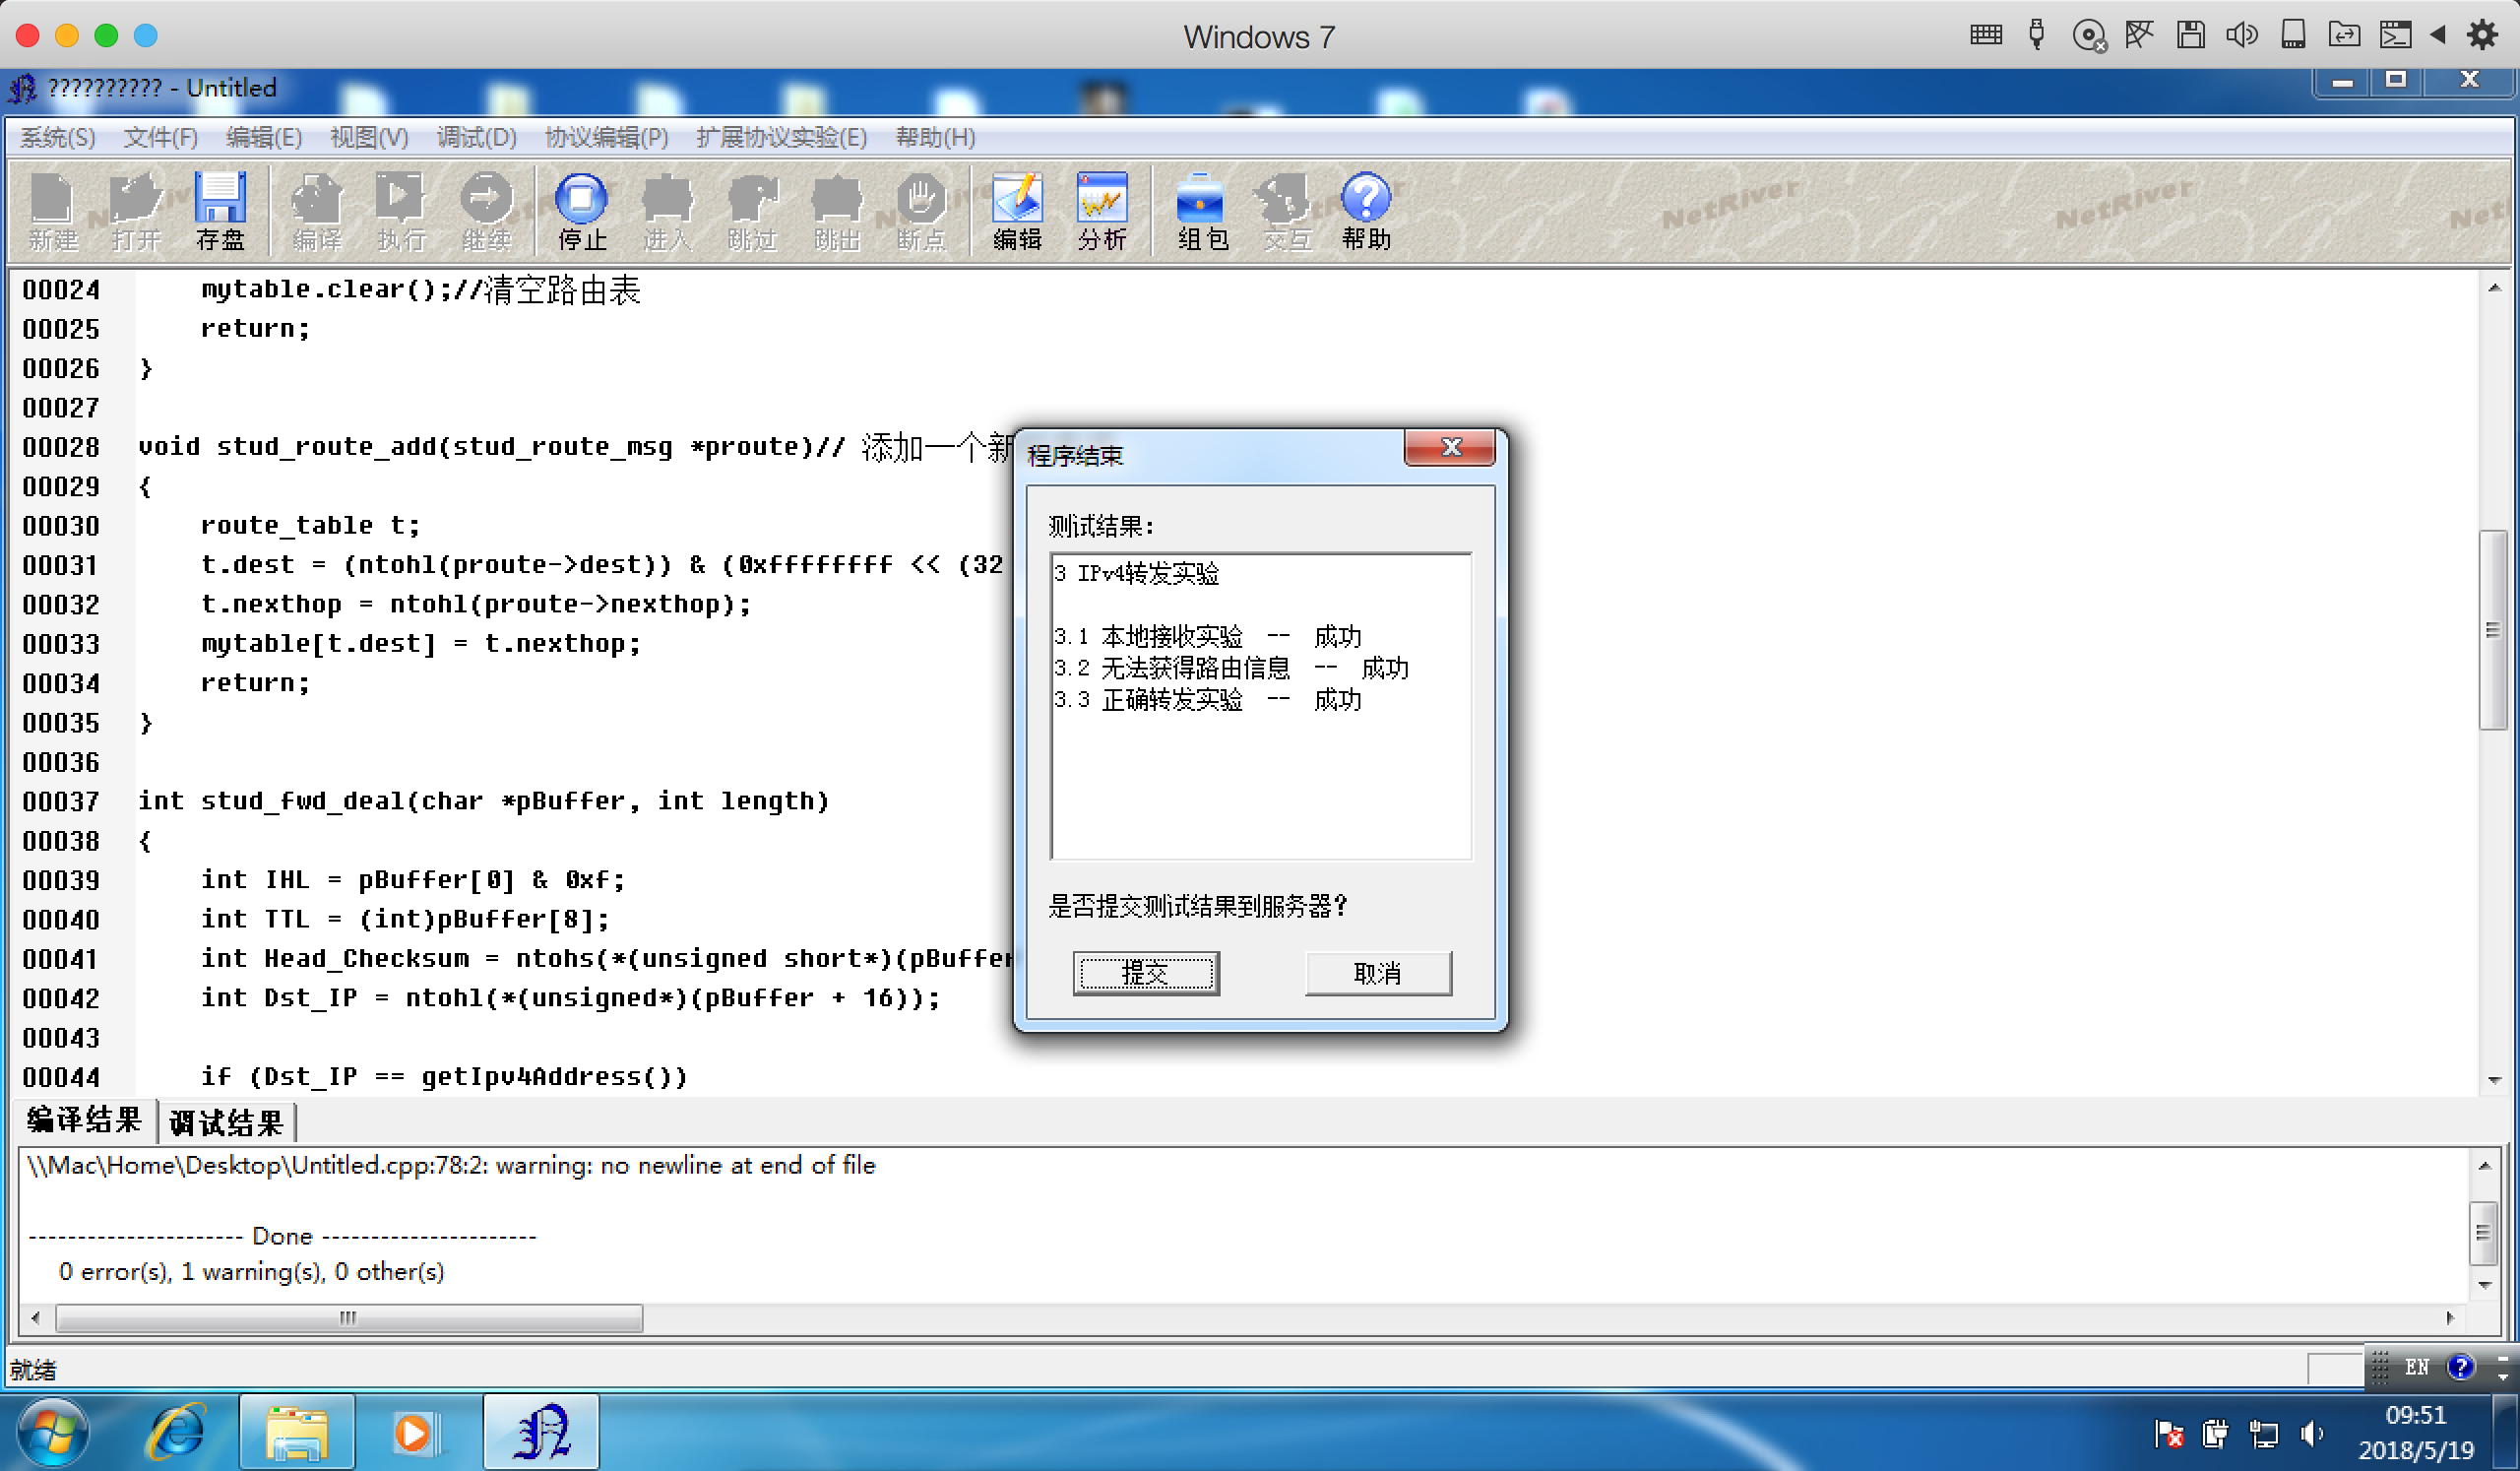 Windows 7
?????????? - Untitled
系统(S) 文件(F) 编辑(E) 视图(V) 调试(D) 协议编辑(P) 扩展协议实验(E) 帮助(H)
新建 打开 存盘 编译 执行 继续 停止 进入 跳过 跳出 断点 编辑 分析 组包 交互 帮助
NetRiver NetRiver
00024 mytable.clear();//清空路由表
00025 return;
00026 }
00027
00028 void stud_route_add(stud_route_msg *proute)// 添加一个新
00029 {
00030 route_table t;
00031 t.dest = (ntohl(proute->dest)) & (0xffffffff << (32
00032 t.nexthop = ntohl(proute->nexthop);
00033 mytable[t.dest] = t.nexthop;
00034 return;
00035 }
00036
00037 int stud_fwd_deal(char *pBuffer, int length)
00038 {
00039 int IHL = pBuffer[0] & 0xf;
00040 int TTL = (int)pBuffer[8];
00041 int Head_Checksum = ntohs(*(unsigned short*)(pBuffer
00042 int Dst_IP = ntohl(*(unsigned*)(pBuffer + 16));
00043
00044 if (Dst_IP == getIpv4Address())
程序结束
测试结果:
3 IPv4转发实验
3.1 本地接收实验 -- 成功
3.2 无法获得路由信息 -- 成功
3.3 正确转发实验 -- 成功
是否提交测试结果到服务器?
提交 取消
编译结果 调试结果
\\Mac\Home\Desktop\Untitled.cpp:78:2: warning: no newline at end of file
---------------------- Done ----------------------
0 error(s), 1 warning(s), 0 other(s)
就绪
EN
09:51
2018/5/19